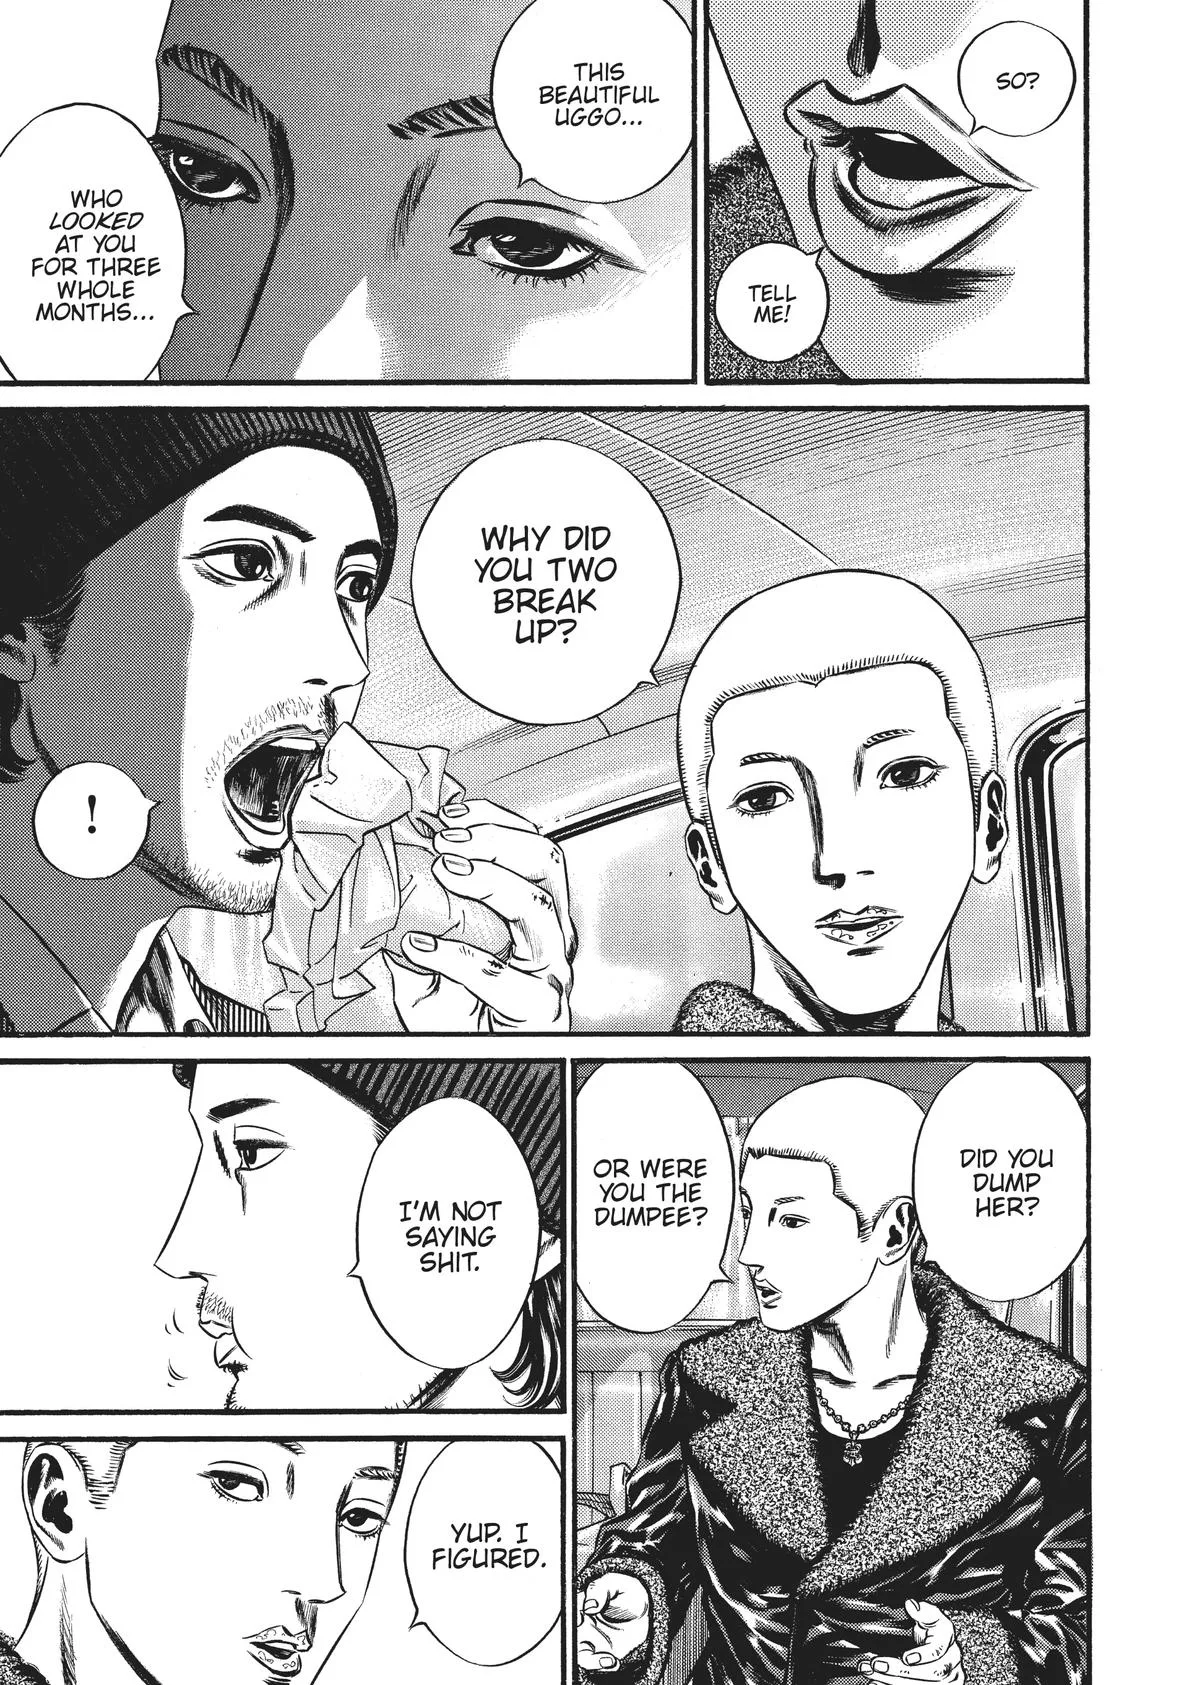 SO?
TELL
ME!
THIS
BEAUTIFUL
UGGO...
WHO
LOOKED
AT YOU
FOR THREE
WHOLE
MONTHS...
WHY DID
YOU TWO
BREAK
UP?
!
DID YOU
DUMP
HER?
OR WERE
YOU THE
DUMPEE?
I'M NOT
SAYING
SHIT.
YUP. I
FIGURED.